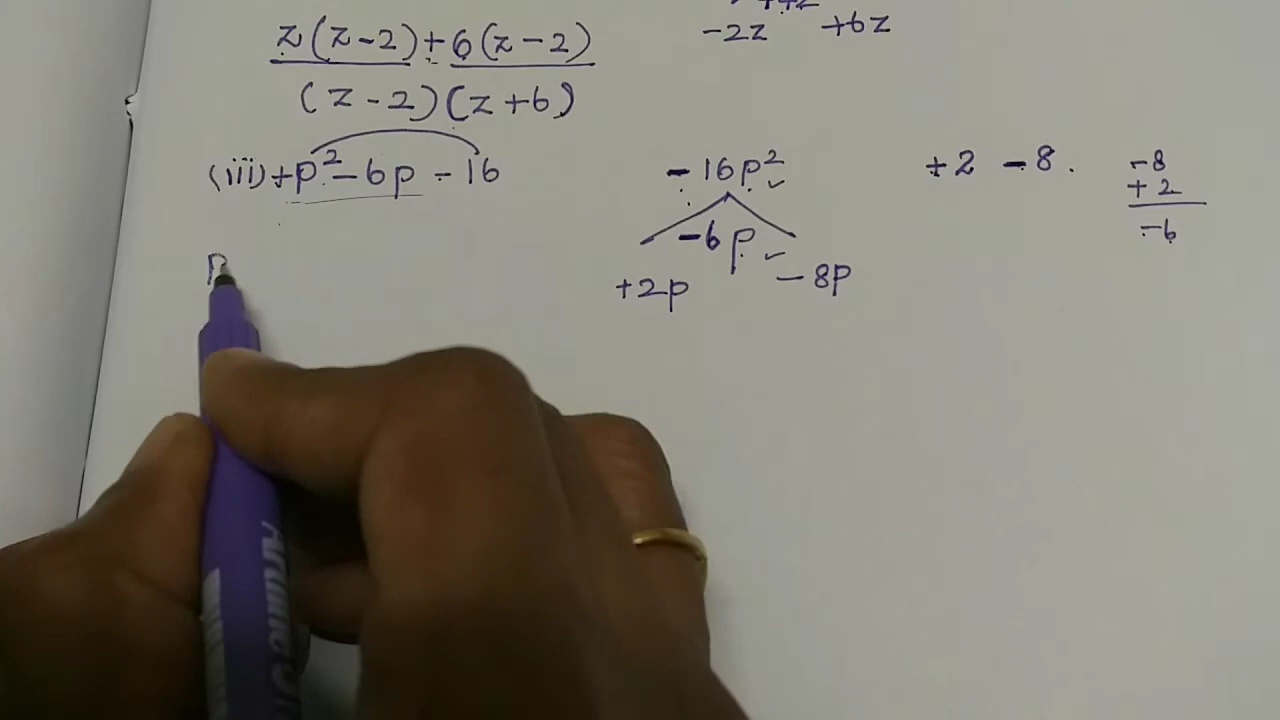 z(z-2)+6(z-2)
-2z +6z
(z-2)(z+6)
(iii)+p²-6p-16
-16p²
+2 -8.
-8
+2
-6
-6p
+2p -8p
p